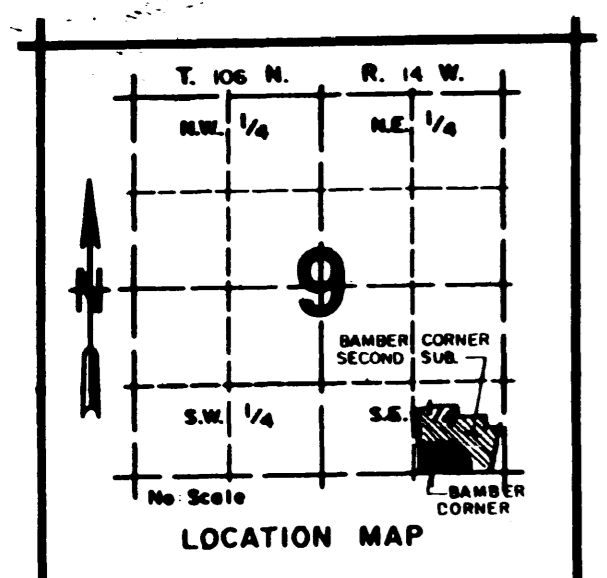 T. 106 N. R. 14 W.
N.W. 1/4 N.E. 1/4
N
9
BAMBER CORNER
SECOND SUB.
S.W. 1/4 S.E.
No Scale
BAMBER
CORNER
LOCATION MAP